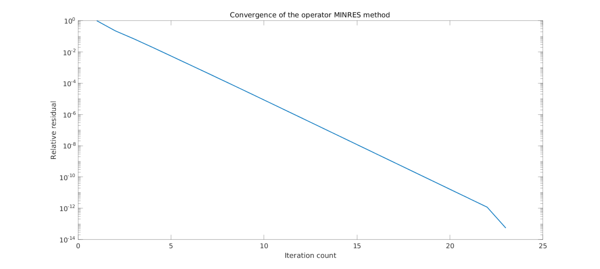 Convergence of the operator MINRES method
10^0
10^-2
10^-4
10^-6
10^-8
10^-10
10^-12
10^-14
Relative residual
0 5 10 15 20 25
Iteration count